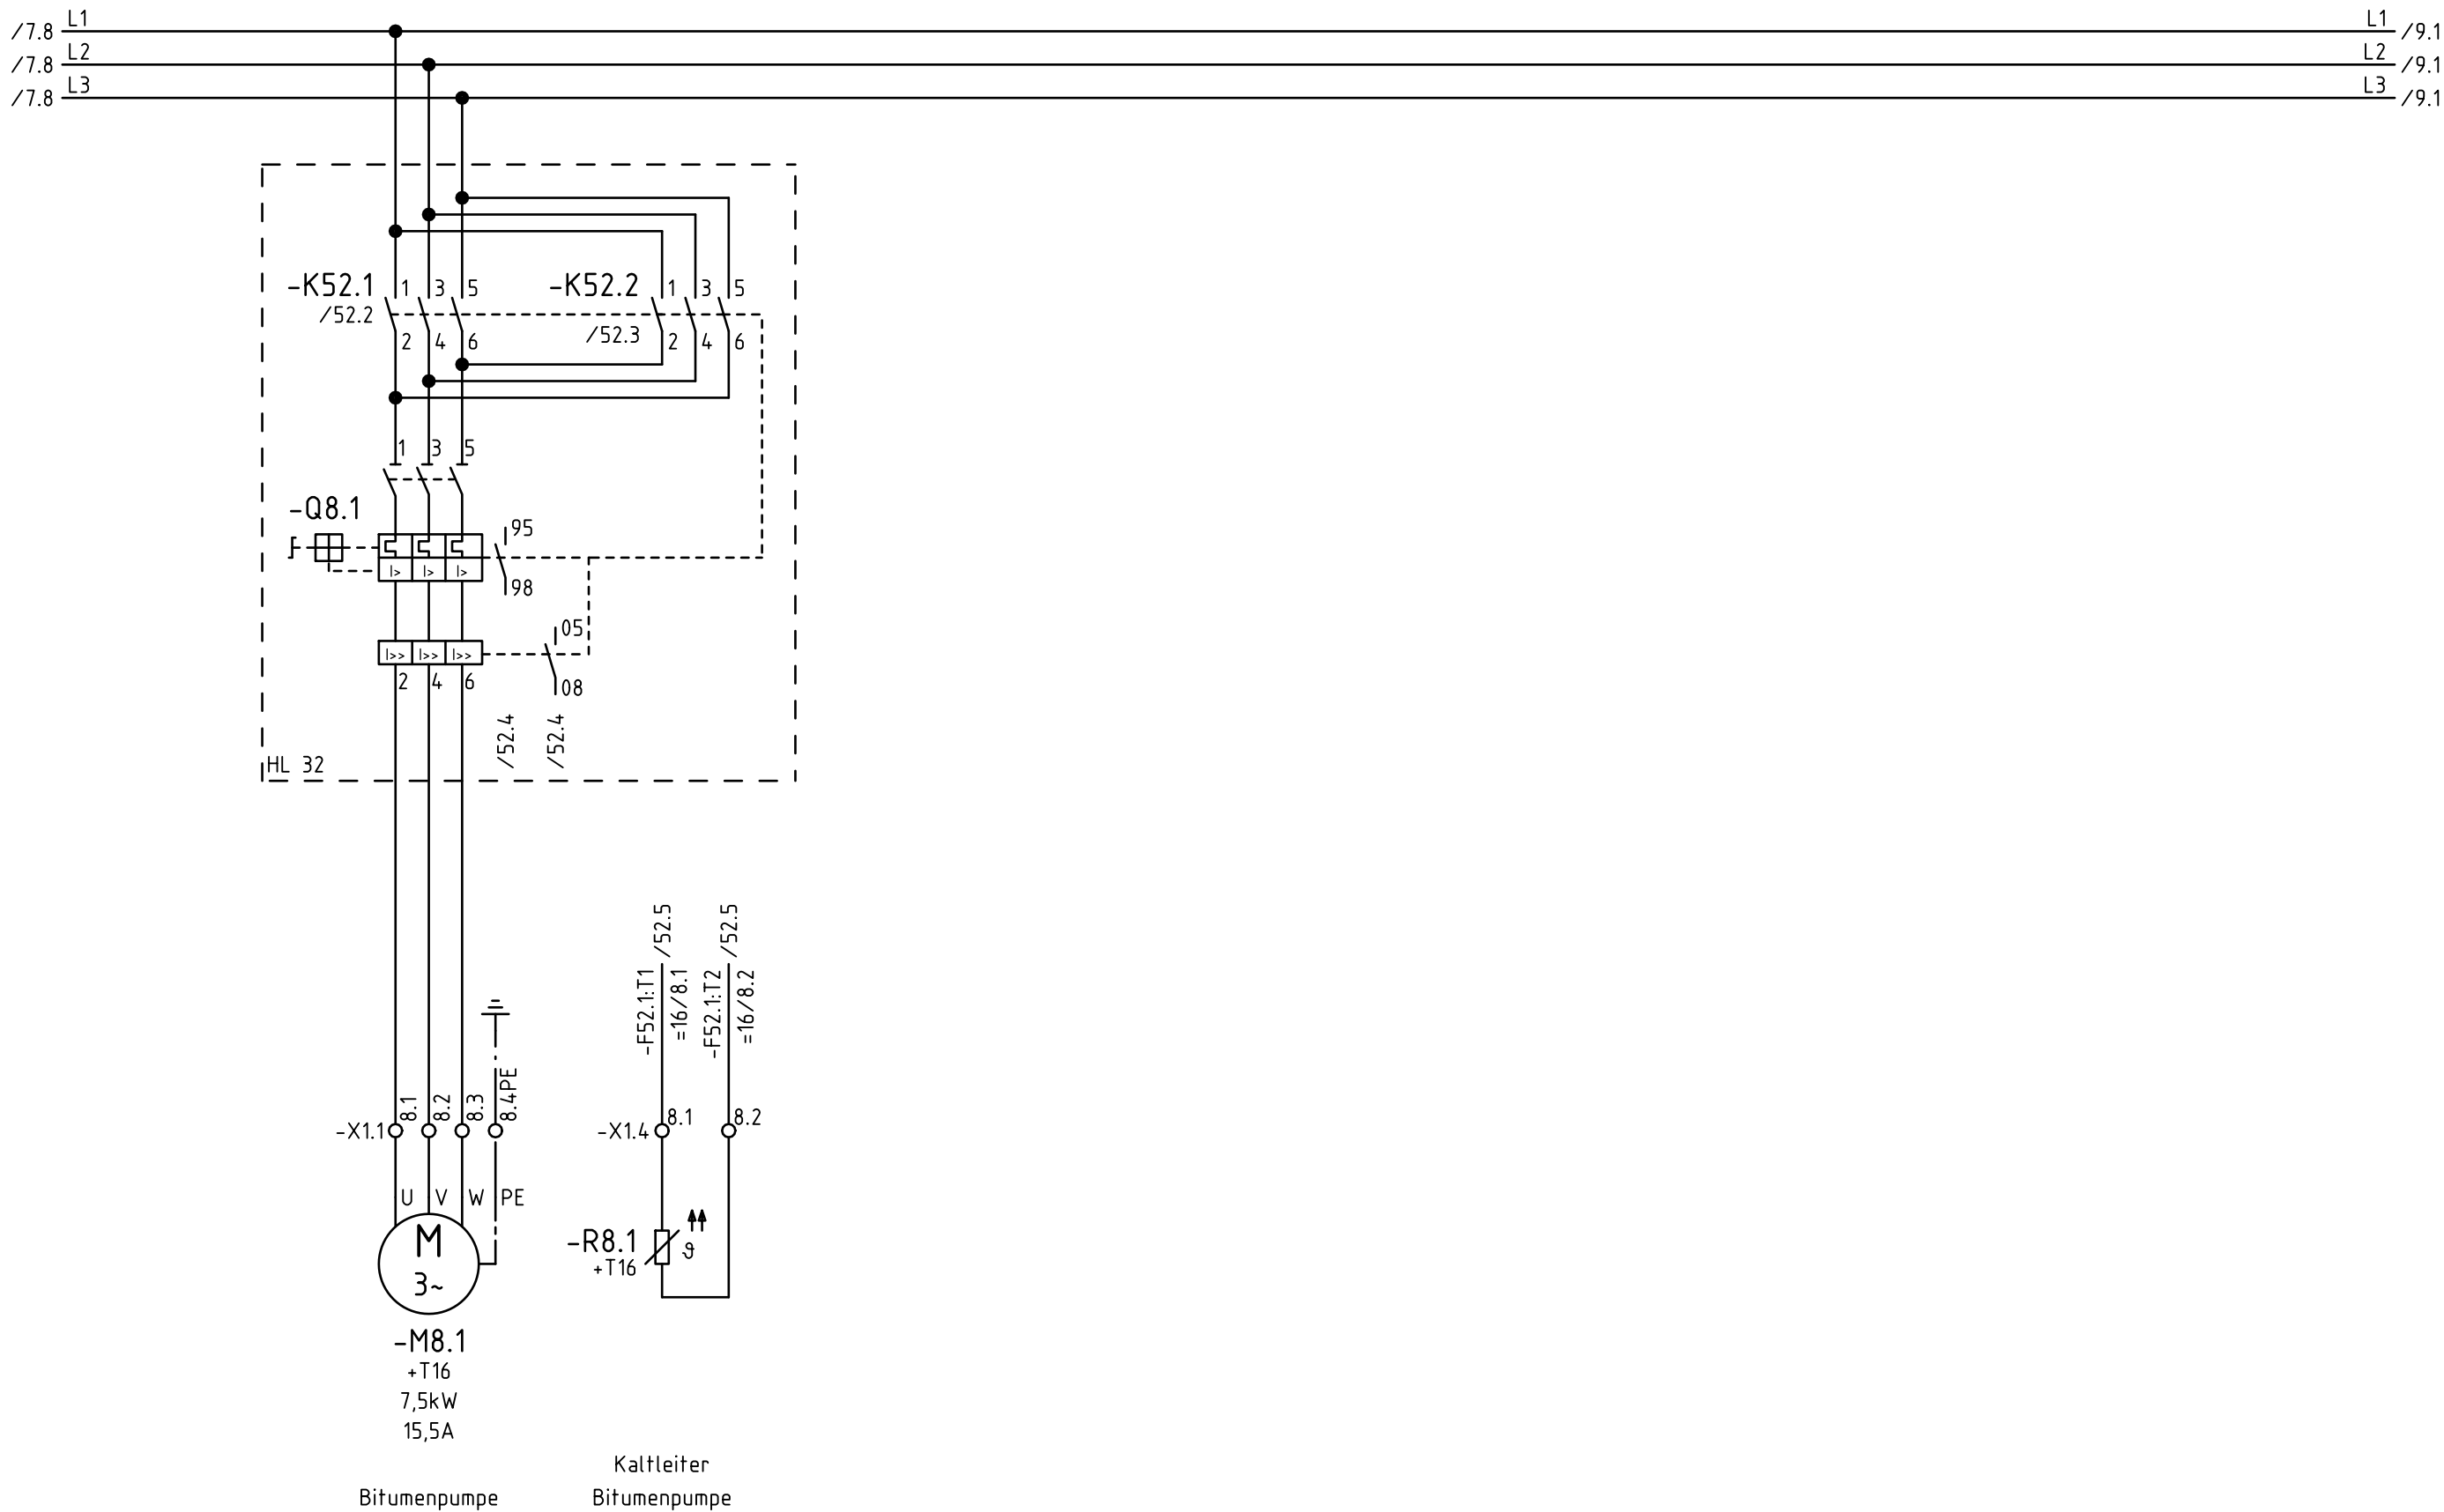 L1 L1
/7.8 /9.1
L2 L2
/7.8 /9.1
L3 L3
/7.8 /9.1
-K52.1 1 3 5 -K52.2 1 3 5
/52.2 /52.3
2 4 6 2 4 6
1 3 5
-Q8.1
95
I> I> I>
98
05
I>> I>> I>>
2 4 6
08
/52.4 /52.4
HL 32
/52.5 /52.5
-F52.1:T1 =16/8.1 -F52.1:T2 =16/8.2
8.1 8.2 8.3 8.4PE
-X1.1
-X1.4 8.1 8.2
U V W PE
M
3~
-R8.1
+T16
ϑ
-M8.1
+T16
7,5kW
15,5A
Kaltleiter
Bitumenpumpe Bitumenpumpe